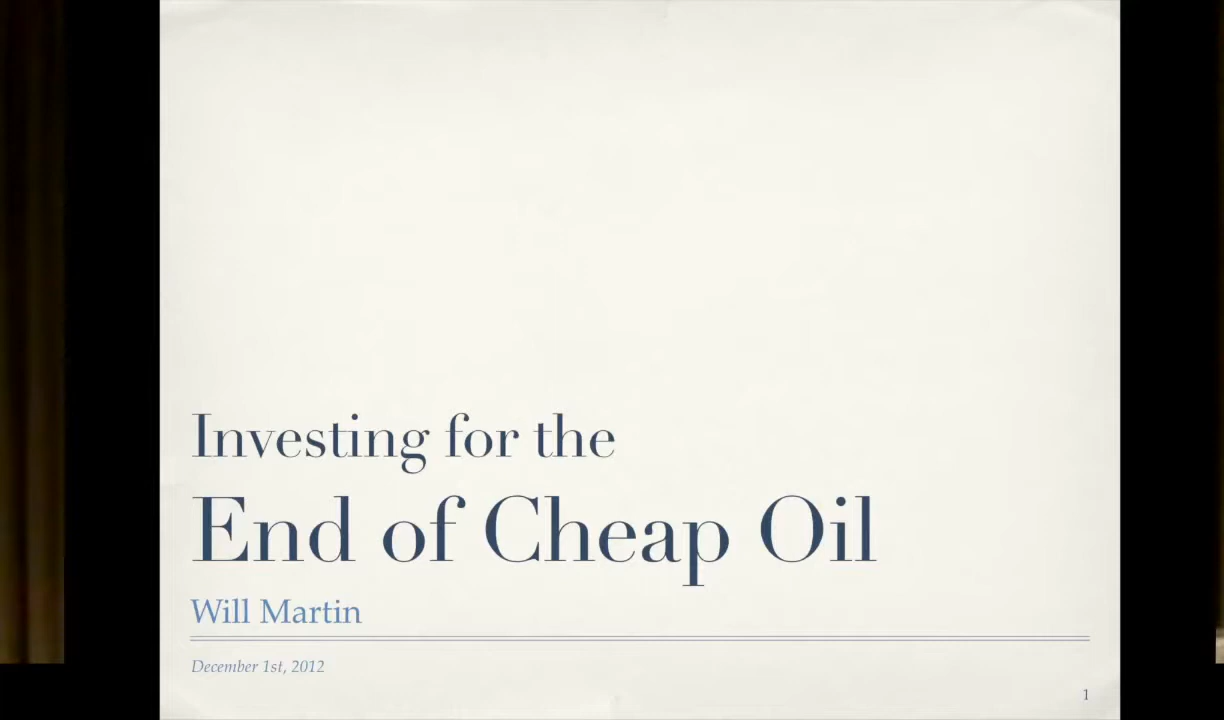 Investing for the
End of Cheap Oil
Will Martin
December 1st, 2012
1